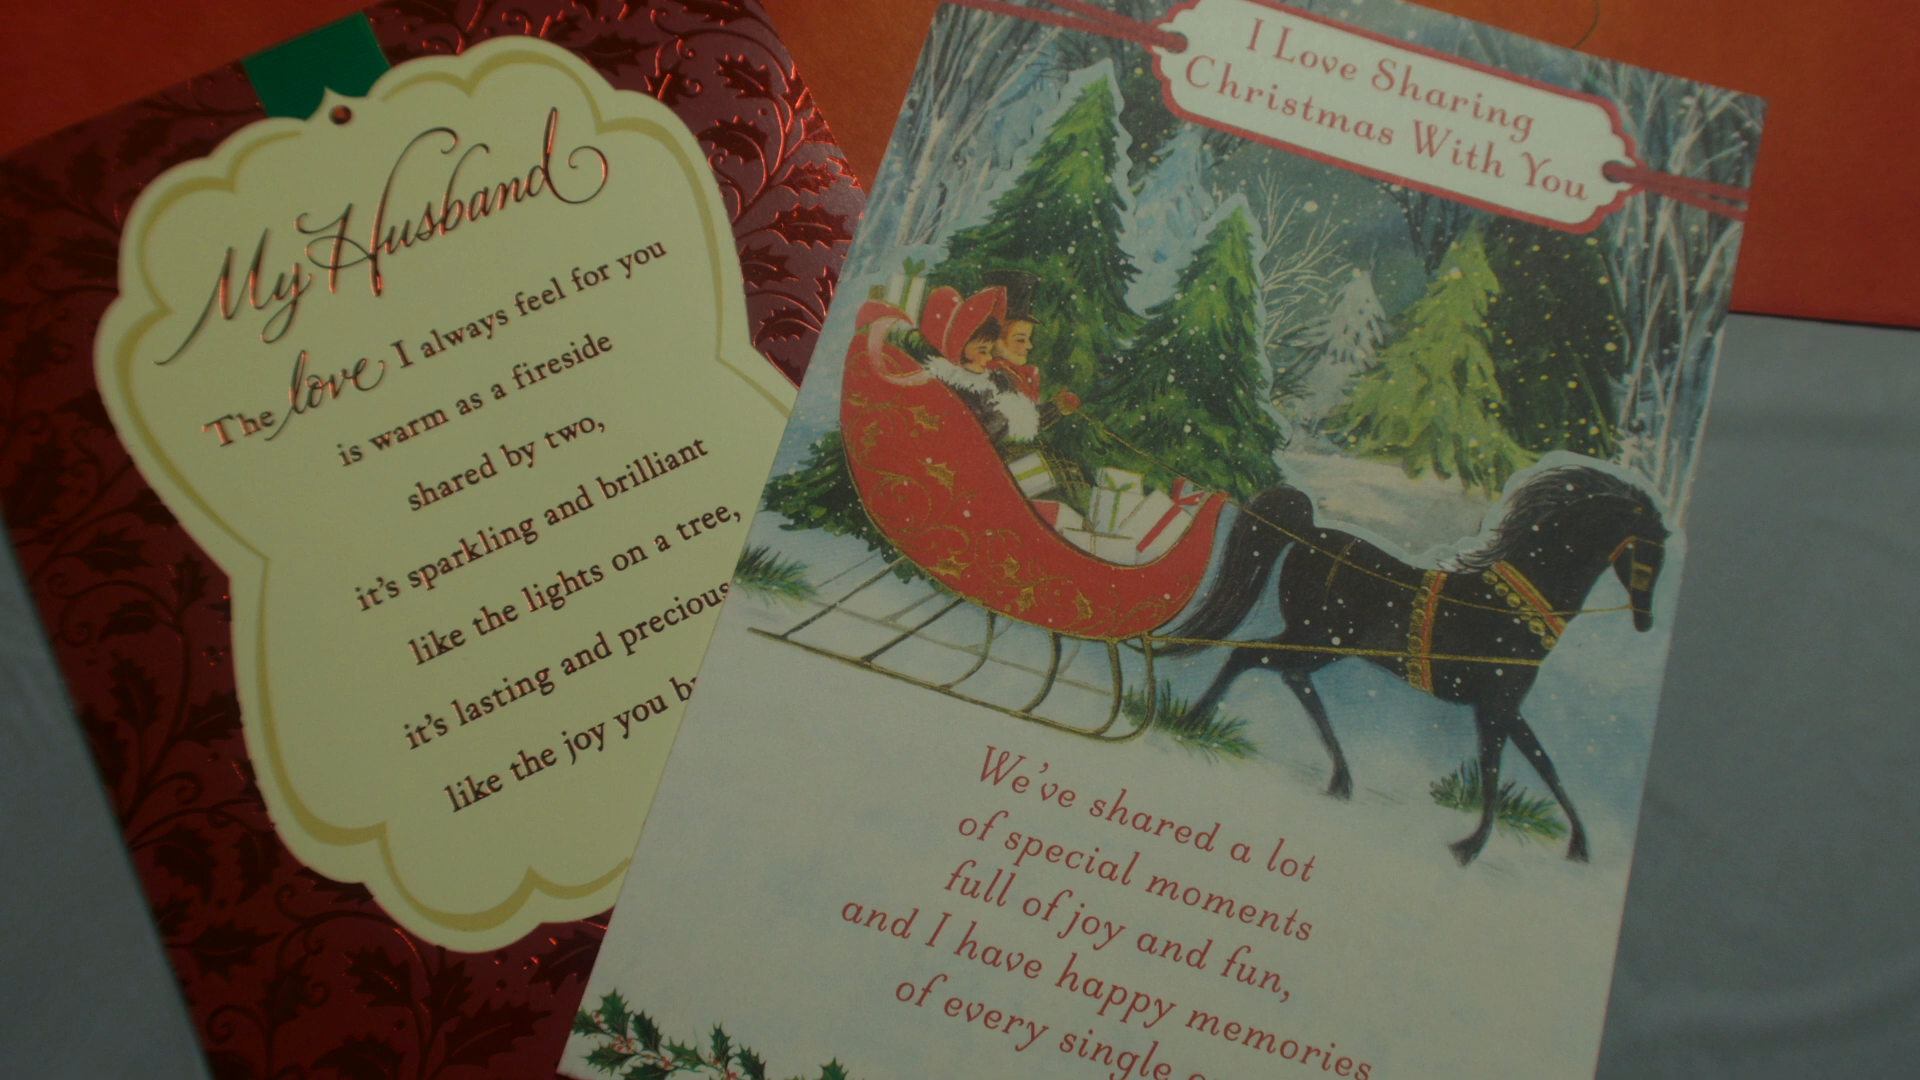 My Husband
The love I always feel for you
is warm as a fireside
shared by two,
it's sparkling and brilliant
like the lights on a tree,
it's lasting and precious
like the joy you
I Love Sharing
Christmas With You
We've shared a lot
of special moments
full of joy and fun,
and I have happy memories
of every single